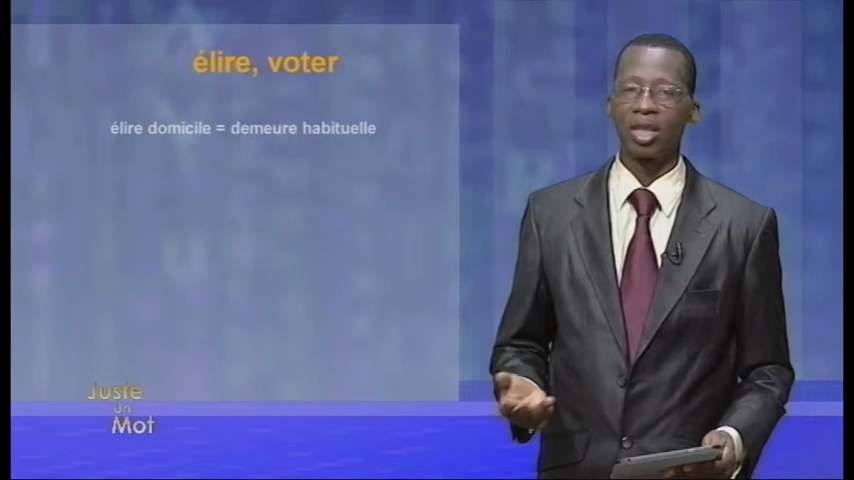 élire, voter
élire domicile = demeure habituelle
Juste
Un
Mot